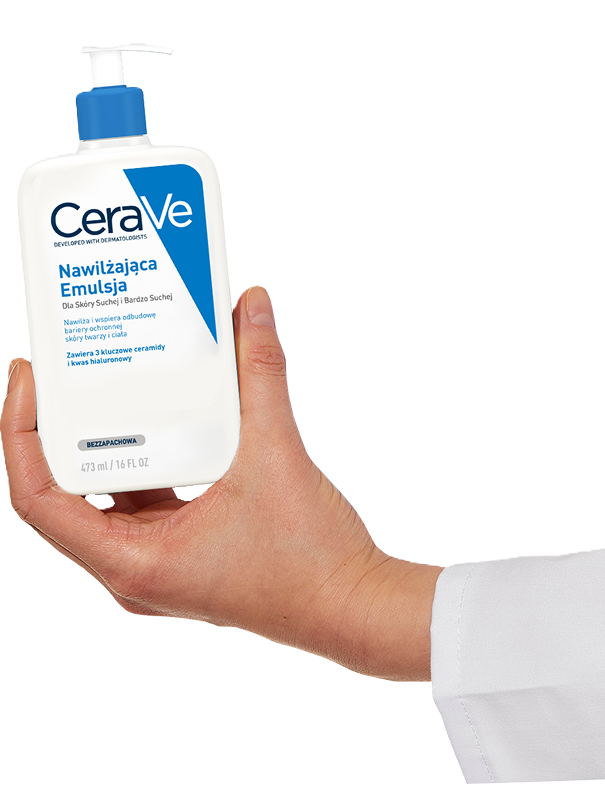 CeraVe
DEVELOPED WITH DERMATOLOGISTS
Nawilżająca
Emulsja
Dla Skóry Suchej i Bardzo Suchej
Nawilża i wspiera odbudowę
bariery ochronnej
skóry twarzy i ciała
Zawiera 3 kluczowe ceramidy
i kwas hialuronowy
BEZZAPACHOWA
473 ml / 16 FL OZ